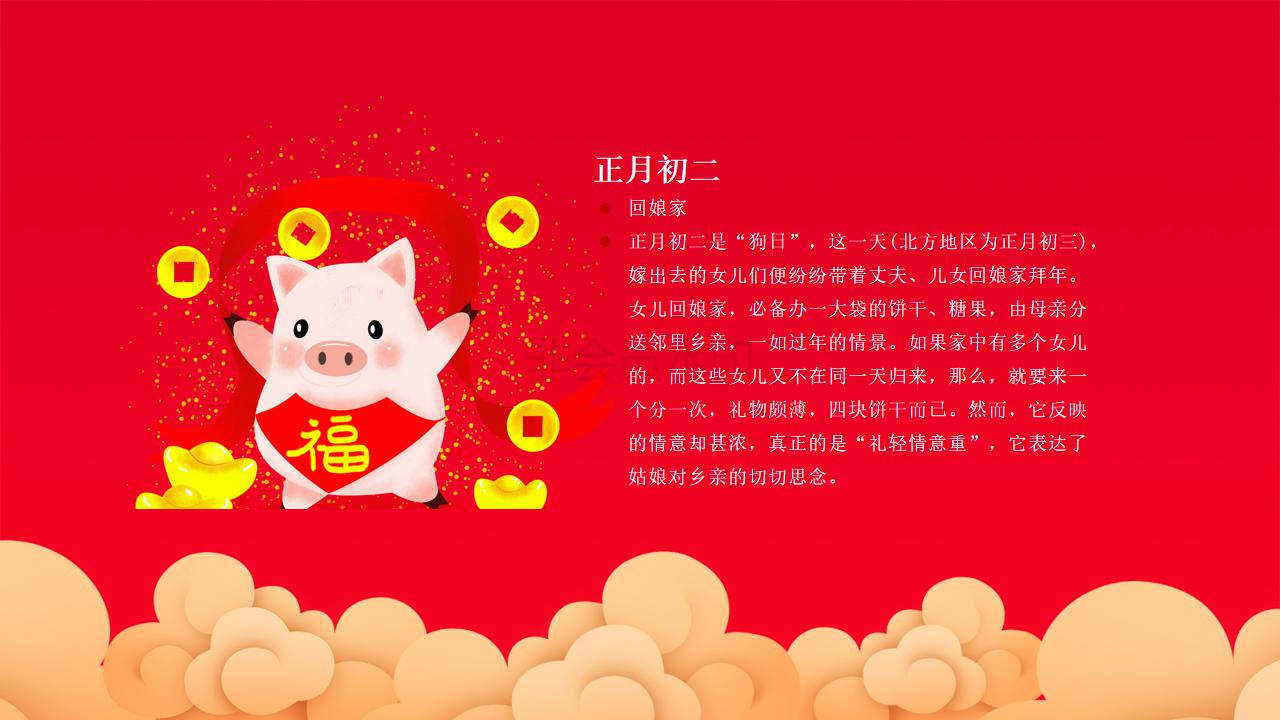 正月初二
回娘家
正月初二是“狗日”，这一天(北方地区为正月初三)，
嫁出去的女儿们便纷纷带着丈夫、儿女回娘家拜年。
女儿回娘家，必备办一大袋的饼干、糖果，由母亲分
送邻里乡亲，一如过年的情景。如果家中有多个女儿
的，而这些女儿又不在同一天归来，那么，就要来一
个分一次，礼物颇薄，四块饼干而已。然而，它反映
的情意却甚浓，真正的是“礼轻情意重”，它表达了
姑娘对乡亲的切切思念。
福
非会员水印